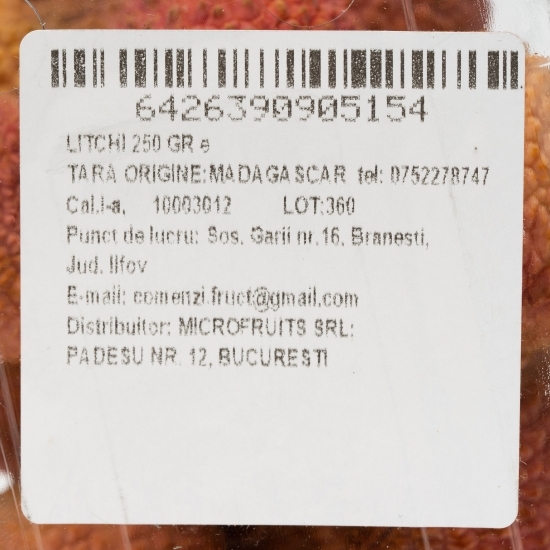 6426390905154
LITCHI 250 GR e
TARA ORIGINE:MADAGASCAR tel: 0752278747
Cal.I-a, 10003012 LOT:360
Punct de lucru: Sos. Garii nr.16, Branesti,
Jud. Ilfov
E-mail: comenzi.fruct@gmail.com
Distribuitor: MICROFRUITS SRL:
PADESU NR. 12, BUCURESTI